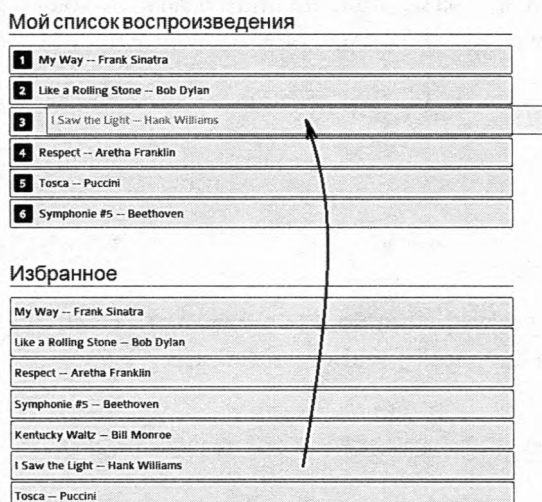 Мой список воспроизведения
1 My Way -- Frank Sinatra
2 Like a Rolling Stone -- Bob Dylan
3 I Saw the Light -- Hank Williams
4 Respect -- Aretha Franklin
5 Tosca -- Puccini
6 Symphonie #5 -- Beethoven
Избранное
My Way -- Frank Sinatra
Like a Rolling Stone -- Bob Dylan
Respect -- Aretha Franklin
Symphonie #5 -- Beethoven
Kentucky Waltz -- Bill Monroe
I Saw the Light -- Hank Williams
Tosca -- Puccini